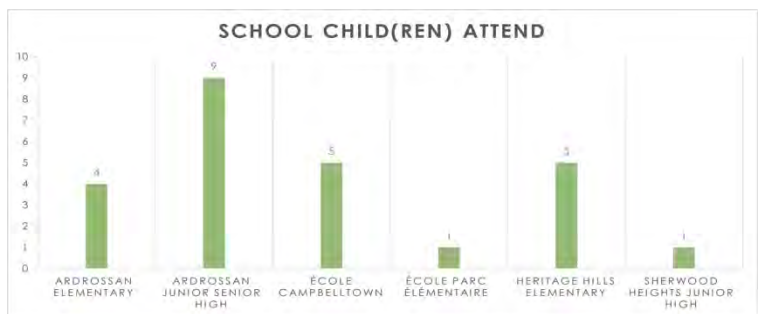 SCHOOL CHILD(REN) ATTEND
10
9
8
7
6
5
4
3
2
1
0
4
9
5
1
5
1
ARDROSSAN
ELEMENTARY
ARDROSSAN
JUNIOR SENIOR
HIGH
ÉCOLE
CAMPBELLTOWN
ÉCOLE PARC
ÉLÉMENTAIRE
HERITAGE HILLS
ELEMENTARY
SHERWOOD
HEIGHTS JUNIOR
HIGH